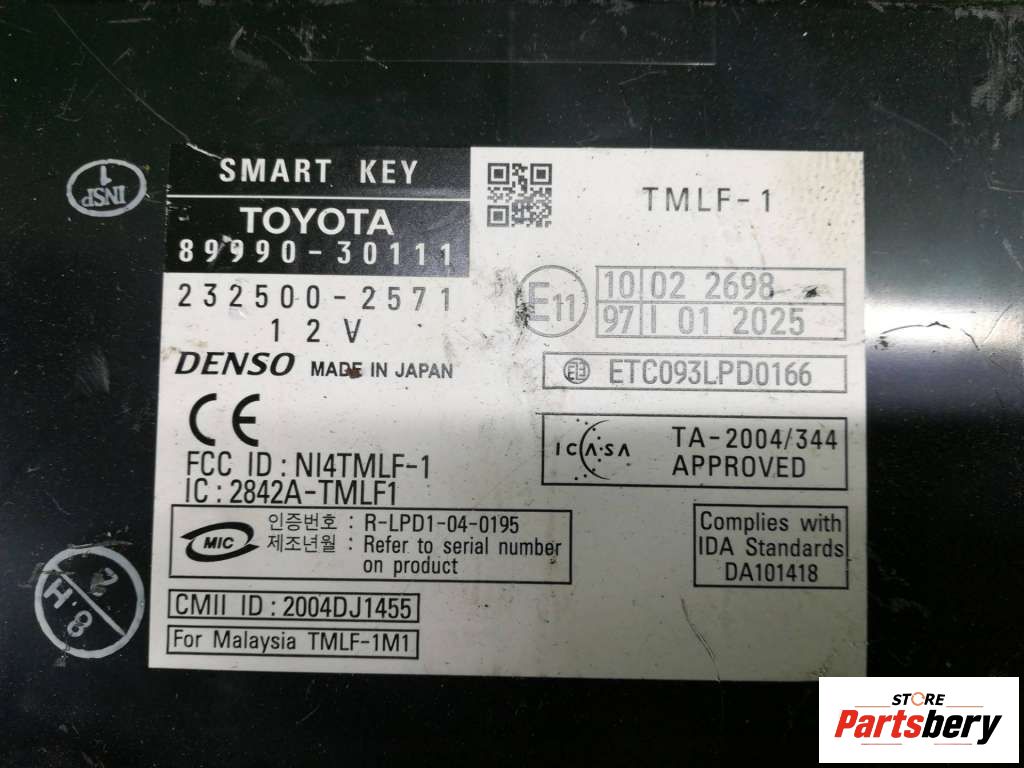 INSP
1
SMART KEY
TOYOTA
89990-30111
232500-2571
12V
DENSO MADE IN JAPAN
CE
FCC ID : NI4TMLF-1
IC : 2842A-TMLF1
MIC
인증번호 : R-LPD1-04-0195
제조년월 : Refer to serial number
on product
CMII ID : 2004DJ1455
For Malaysia TMLF-1M1
TMLF-1
E11
10 02 2698
97 I 01 2025
ETC093LPD0166
ICASA
TA-2004/344
APPROVED
Complies with
IDA Standards
DA101418
2
8.H
STORE
Partsbery